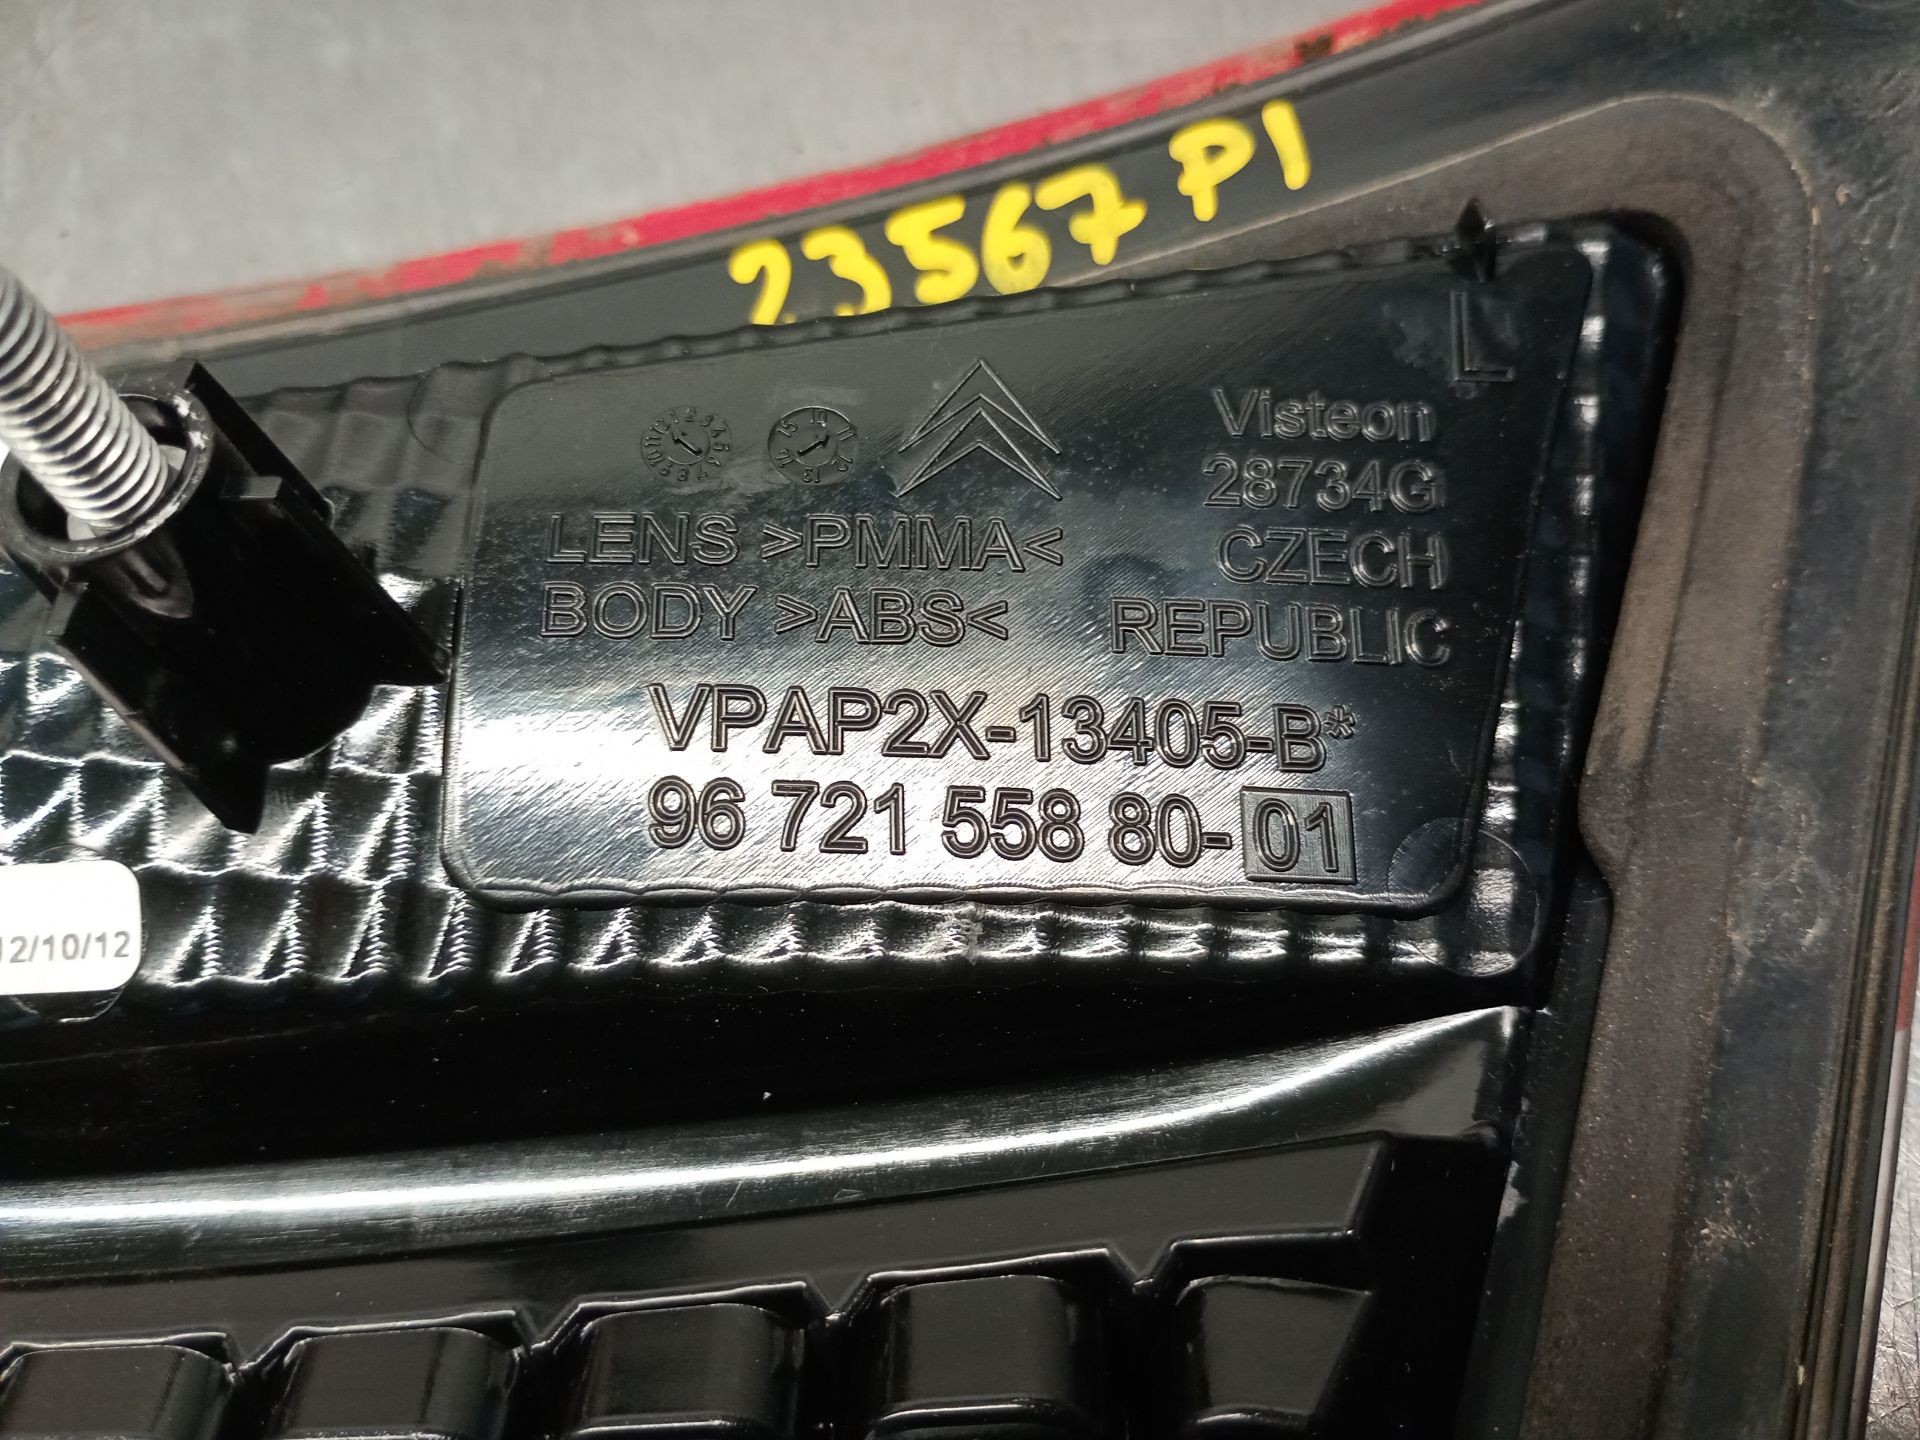 23567 PI
L
Visteon
28734G
CZECH
REPUBLIC
LENS >PMMA<
BODY >ABS<
VPAP2X-13405-B*
96 721 558 80-01
12/10/12